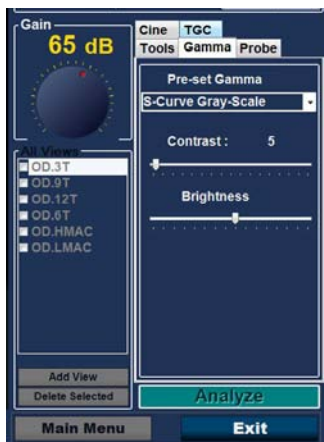 Gain
65 dB
Cine TGC
Tools Gamma Probe
Pre-set Gamma
S-Curve Gray-Scale
Contrast : 5
Brightness
All Views
OD.3T
OD.9T
OD.12T
OD.6T
OD.HMAC
OD.LMAC
Add View
Delete Selected
Analyze
Main Menu
Exit